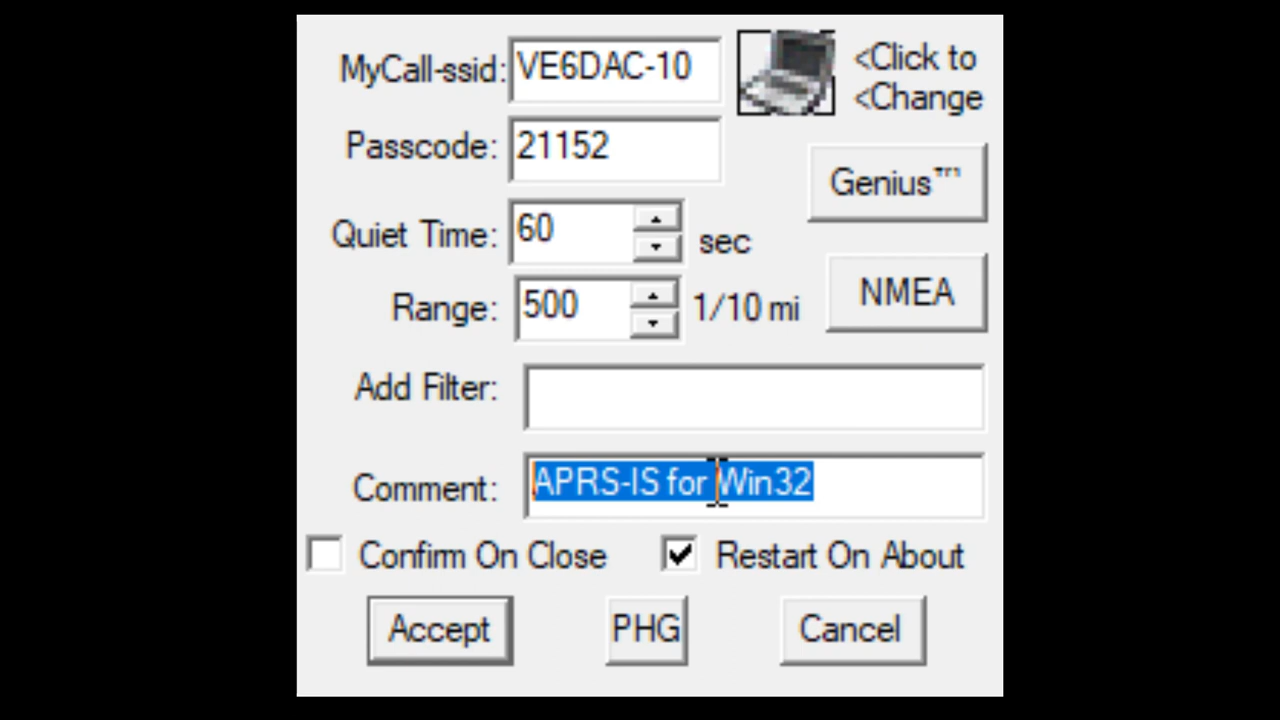 MyCall-ssid: VE6DAC-10 <Click to
<Change
Passcode: 21152
Genius™
Quiet Time: 60 sec
NMEA
Range: 500 1/10 mi
Add Filter:
Comment: APRS-IS for Win32
Confirm On Close Restart On About
Accept PHG Cancel